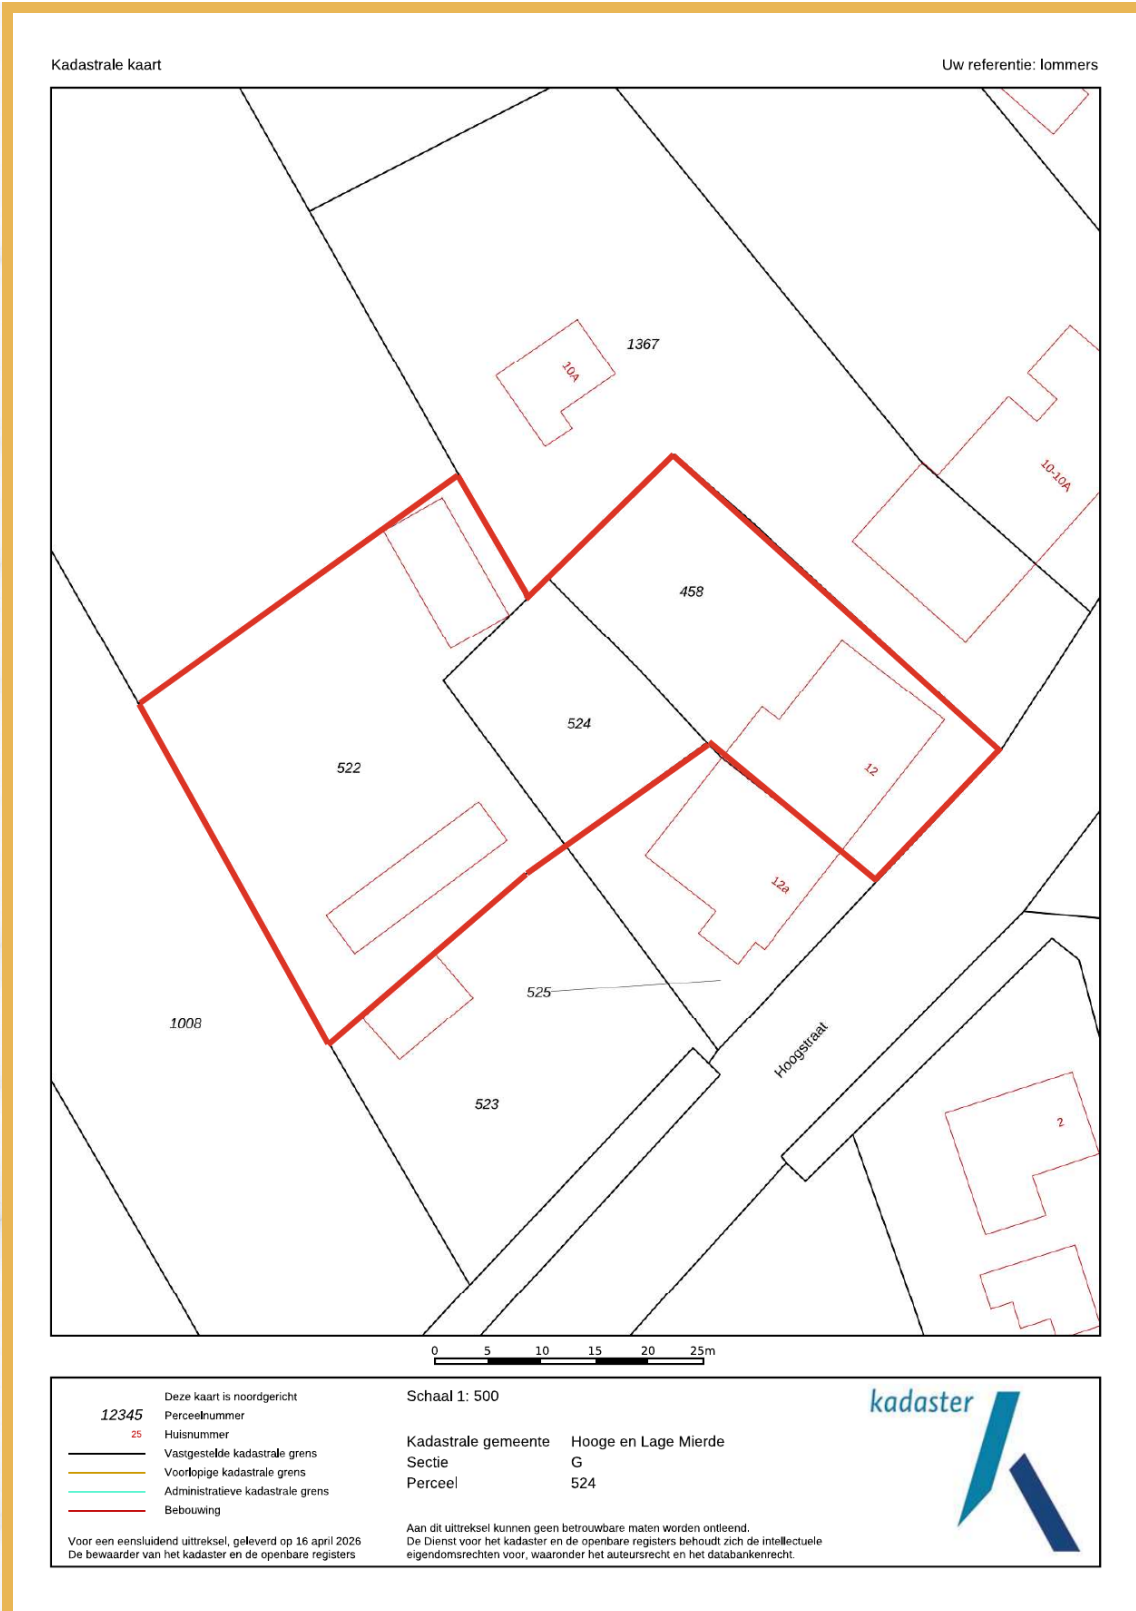 Kadastrale kaart
Uw referentie: lommers
1367
10A
10-10A
458
524
522
12
12a
525
1008
523
Hoogstraat
2
0 5 10 15 20 25m
Deze kaart is noordgericht
12345 Perceelnummer
25 Huisnummer
Vastgestelde kadastrale grens
Voorlopige kadastrale grens
Administratieve kadastrale grens
Bebouwing
Voor een eensluidend uittreksel, geleverd op 16 april 2026
De bewaarder van het kadaster en de openbare registers
Schaal 1: 500
Kadastrale gemeente Hooge en Lage Mierde
Sectie G
Perceel 524
Aan dit uittreksel kunnen geen betrouwbare maten worden ontleend.
De Dienst voor het kadaster en de openbare registers behoudt zich de intellectuele
eigendomsrechten voor, waaronder het auteursrecht en het databankenrecht.
kadaster